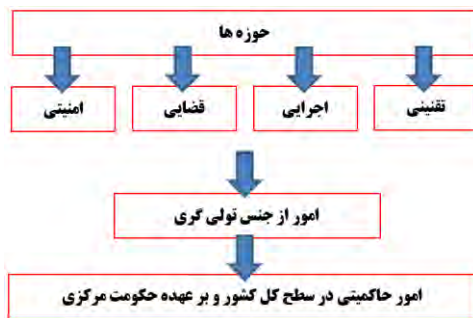 حوزه ها
تقنینی
اجرایی
قضایی
امنیتی
امور از جنس تولی گری
امور حاکمیتی در سطح کل کشور و بر عهده حکومت مرکزی